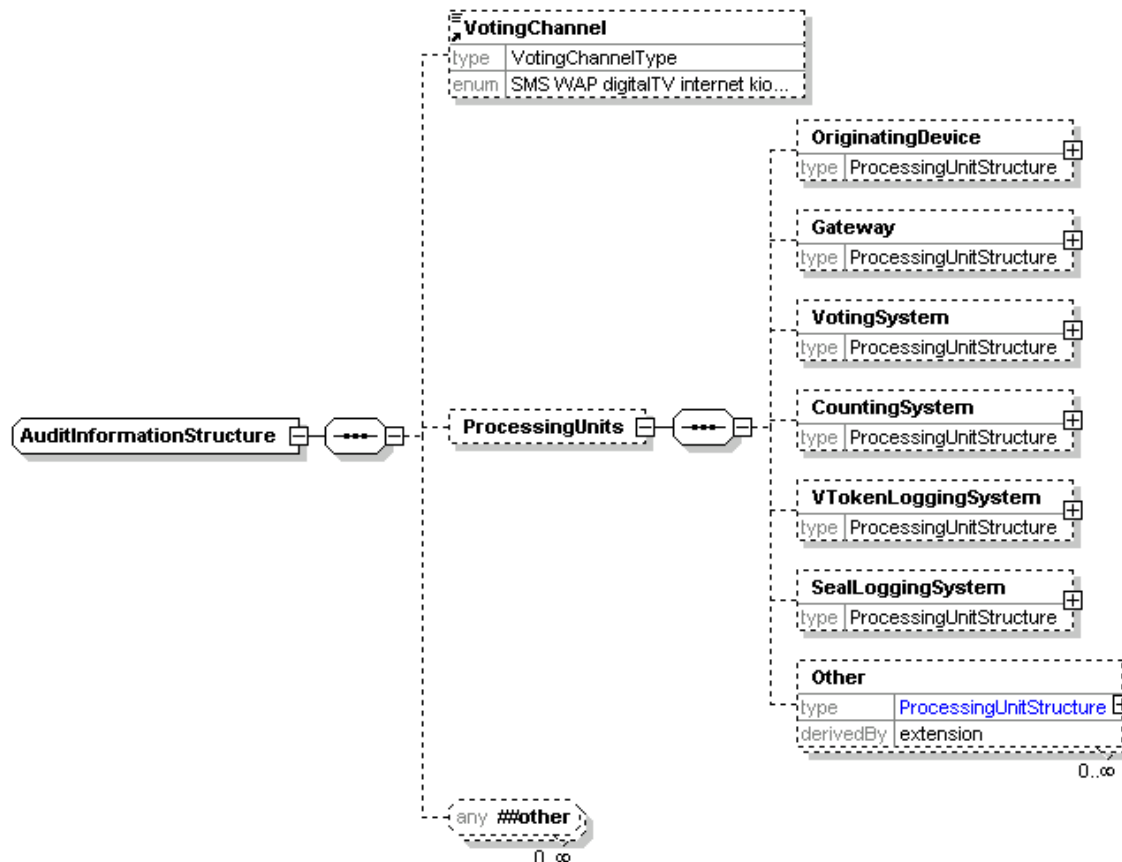 VotingChannel
type VotingChannelType
enum SMS WAP digitalTV internet kio...
OriginatingDevice
type ProcessingUnitStructure
Gateway
type ProcessingUnitStructure
VotingSystem
type ProcessingUnitStructure
AuditInformationStructure
ProcessingUnits
CountingSystem
type ProcessingUnitStructure
VTokenLoggingSystem
type ProcessingUnitStructure
SealLoggingSystem
type ProcessingUnitStructure
Other
type ProcessingUnitStructure
derivedBy extension
0..∞
any ##other
0..∞